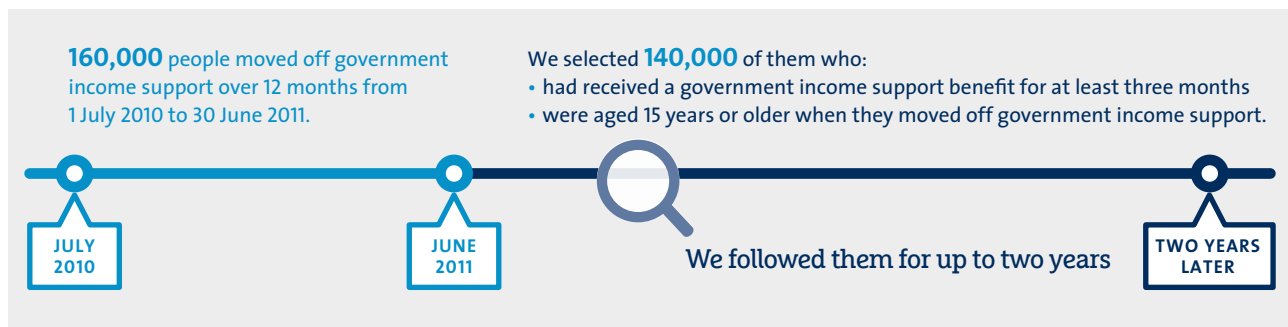 160,000 people moved off government
income support over 12 months from
1 July 2010 to 30 June 2011.
We selected 140,000 of them who:
• had received a government income support benefit for at least three months
• were aged 15 years or older when they moved off government income support.
JULY
2010
JUNE
2011
We followed them for up to two years
TWO YEARS
LATER